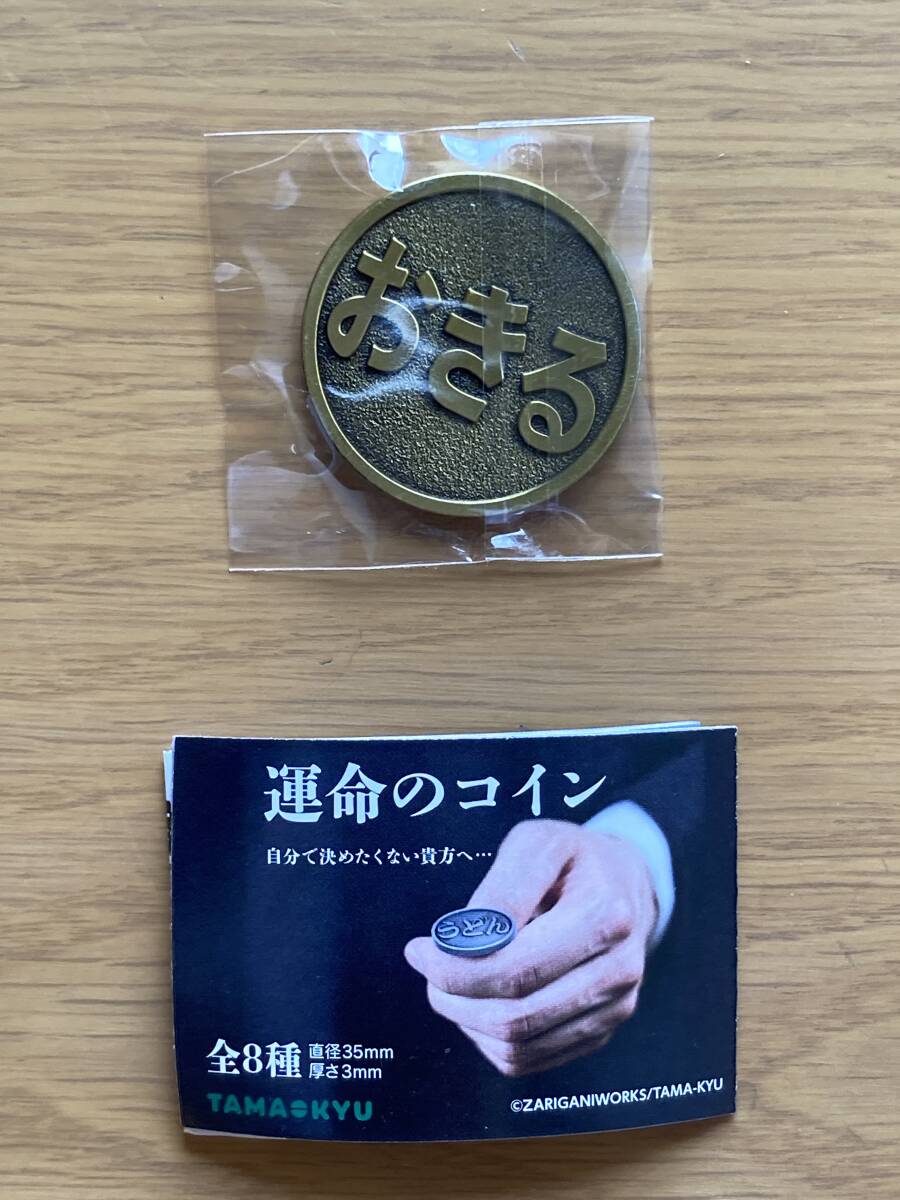 おきる
運命のコイン
自分で決めたくない貴方へ…
うどん
全8種 直径35mm
厚さ3mm
TAMA-KYU
©ZARIGANIWORKS/TAMA-KYU